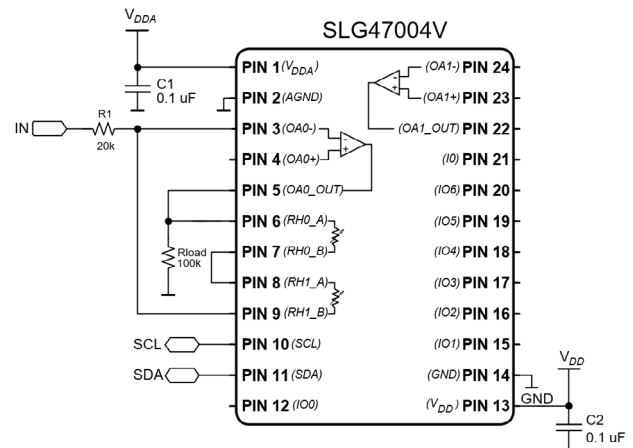 SLG47004V
V_DDA
C1
0.1 uF
IN
R1
20k
Rload
100k
SCL
SDA
PIN 1 (V_DDA)
PIN 2 (AGND)
PIN 3 (OA0-)
PIN 4 (OA0+)
PIN 5 (OA0_OUT)
PIN 6 (RH0_A)
PIN 7 (RH0_B)
PIN 8 (RH1_A)
PIN 9 (RH1_B)
PIN 10 (SCL)
PIN 11 (SDA)
PIN 12 (IO0)
-
+
-
+
(OA1-) PIN 24
(OA1+) PIN 23
(OA1_OUT) PIN 22
(I0) PIN 21
(IO6) PIN 20
(IO5) PIN 19
(IO4) PIN 18
(IO3) PIN 17
(IO2) PIN 16
(IO1) PIN 15
(GND) PIN 14
(V_DD) PIN 13
GND
V_DD
C2
0.1 uF